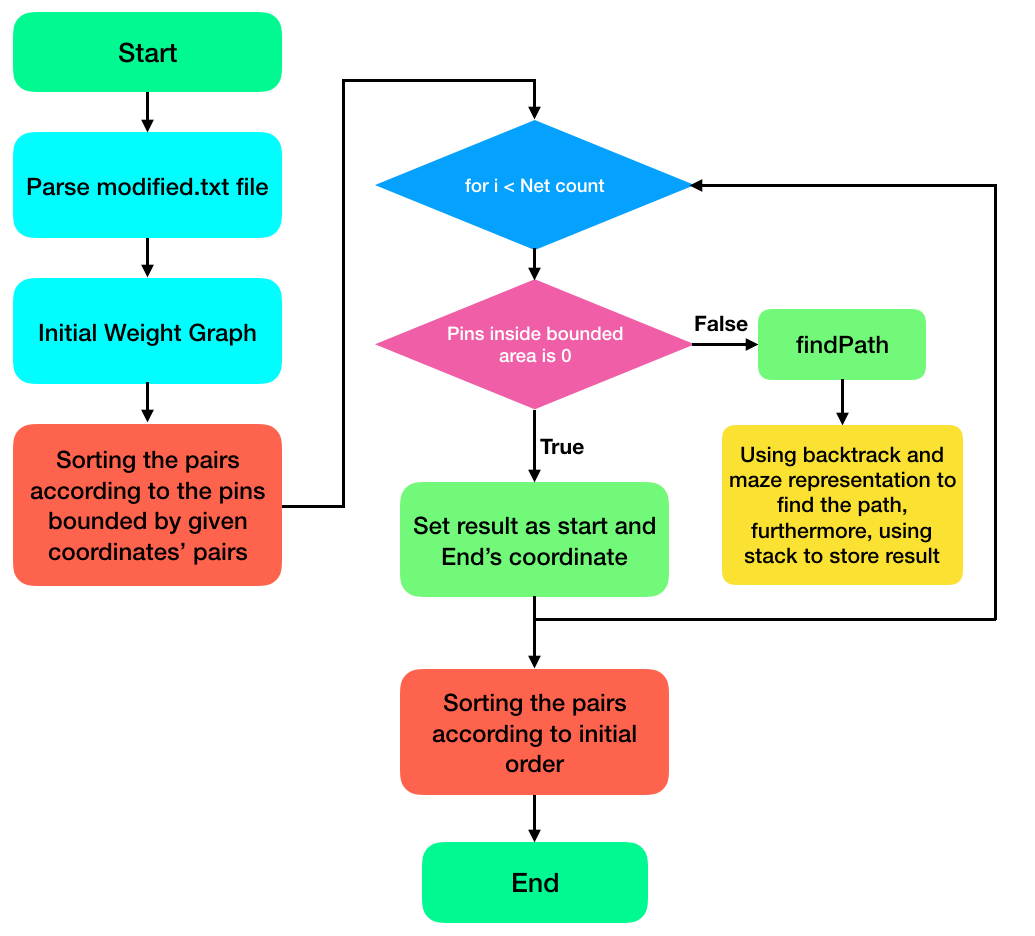 Start
Parse modified.txt file
Initial Weight Graph
Sorting the pairs
according to the pins
bounded by given
coordinates’ pairs
for i < Net count
Pins inside bounded
area is 0
False
findPath
Using backtrack and
maze representation to
find the path,
furthermore, using
stack to store result
True
Set result as start and
End’s coordinate
Sorting the pairs
according to initial
order
End